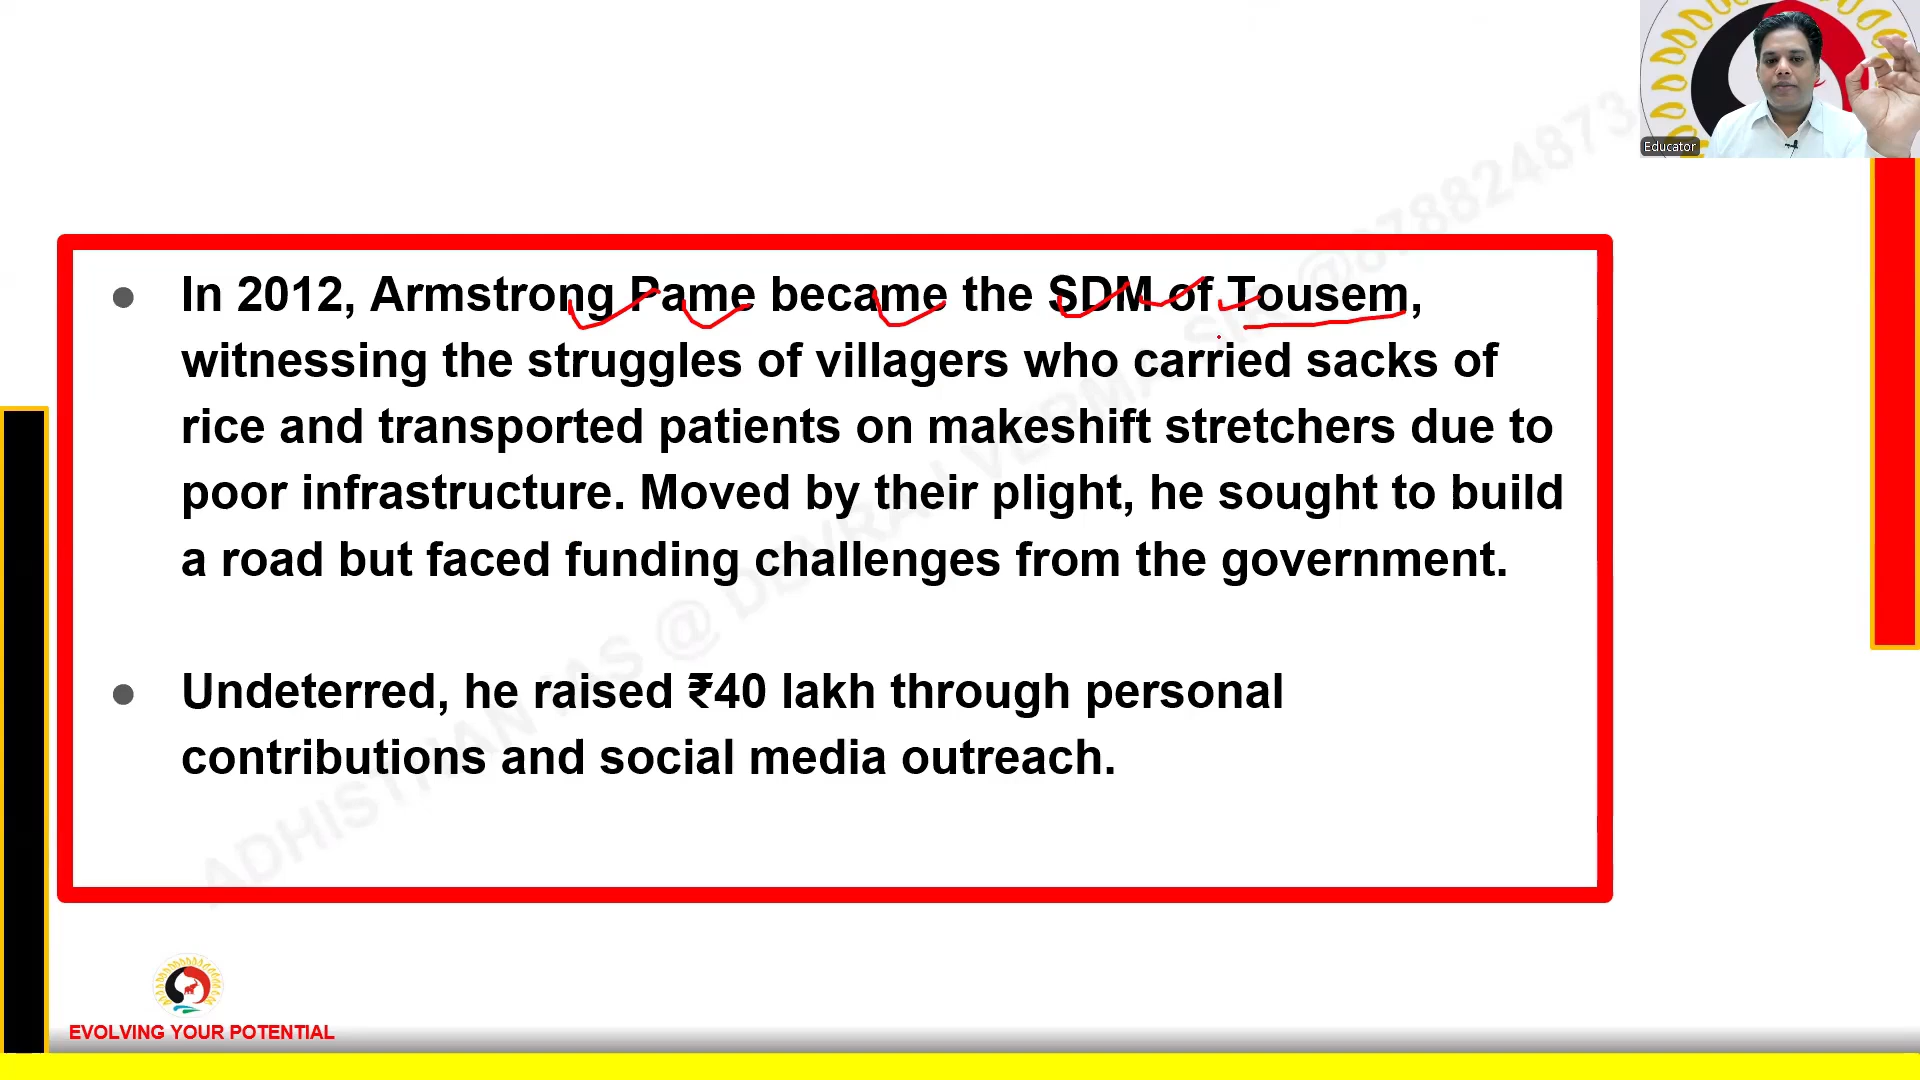 Educator
In 2012, Armstrong Pame became the SDM of Tousem,
witnessing the struggles of villagers who carried sacks of
rice and transported patients on makeshift stretchers due to
poor infrastructure. Moved by their plight, he sought to build
a road but faced funding challenges from the government.
Undeterred, he raised ₹40 lakh through personal
contributions and social media outreach.
EVOLVING YOUR POTENTIAL